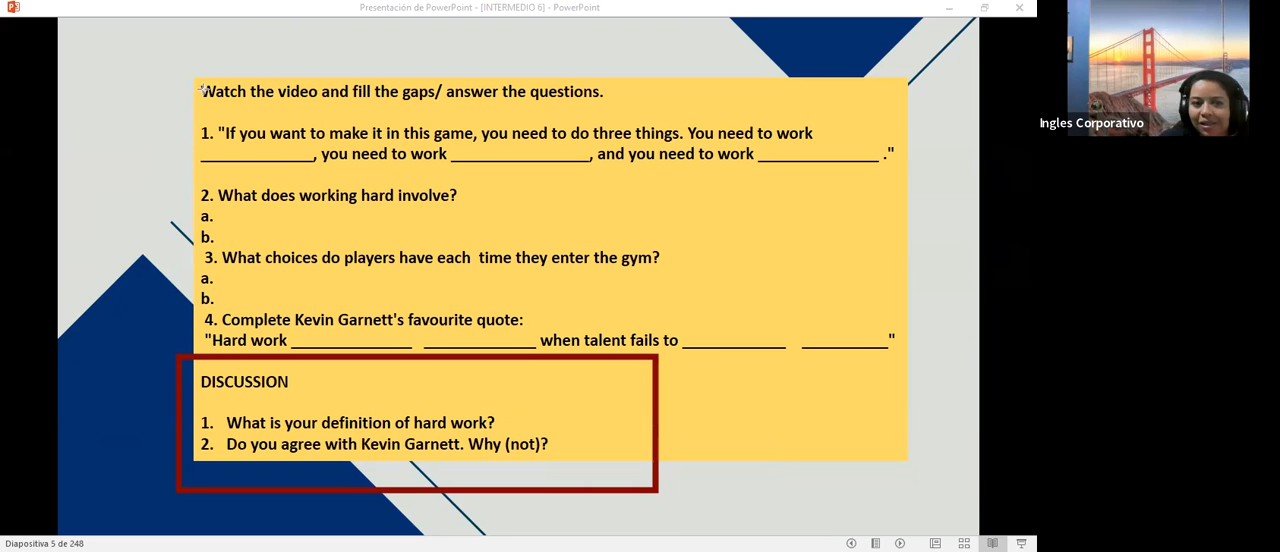 Presentación de PowerPoint - [INTERMEDIO 6] - PowerPoint
Watch the video and fill the gaps/ answer the questions.
1. "If you want to make it in this game, you need to do three things. You need to work
_____________, you need to work ________________, and you need to work ______________ ."
2. What does working hard involve?
a.
b.
3. What choices do players have each  time they enter the gym?
a.
b.
4. Complete Kevin Garnett's favourite quote:
"Hard work ______________  _____________ when talent fails to ____________  __________"
DISCUSSION
1. What is your definition of hard work?
2. Do you agree with Kevin Garnett. Why (not)?
Ingles Corporativo
Diapositiva 5 de 248